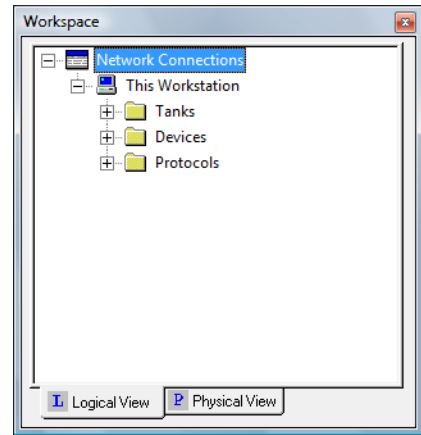 Workspace
Network Connections
This Workstation
Tanks
Devices
Protocols
L Logical View P Physical View